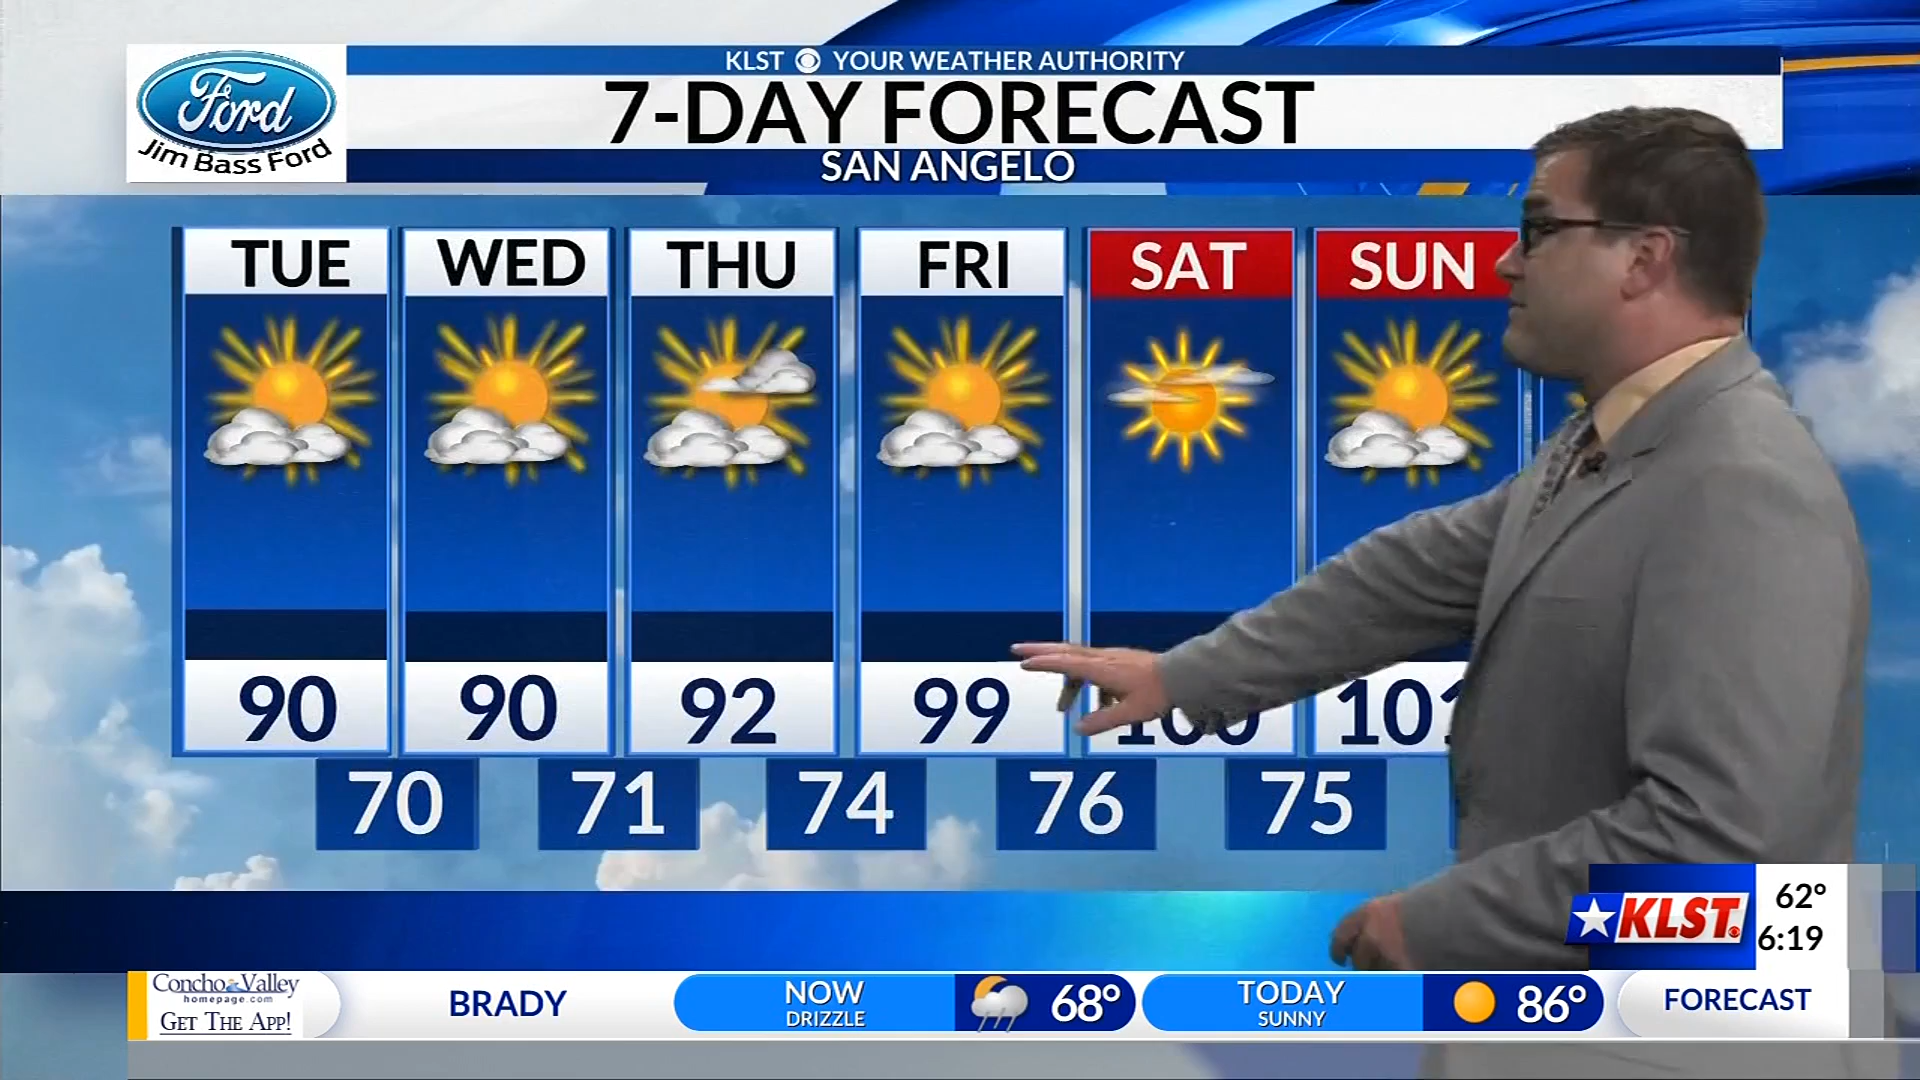 Ford
Jim Bass Ford
KLST YOUR WEATHER AUTHORITY
7-DAY FORECAST
SAN ANGELO
TUE WED THU FRI SAT SUN
90 90 92 99 100 101
70 71 74 76 75
KLST
62°
6:19
Concho Valley
homepage.com
GET THE APP!
BRADY
NOW
DRIZZLE
68°
TODAY
SUNNY
86°
FORECAST